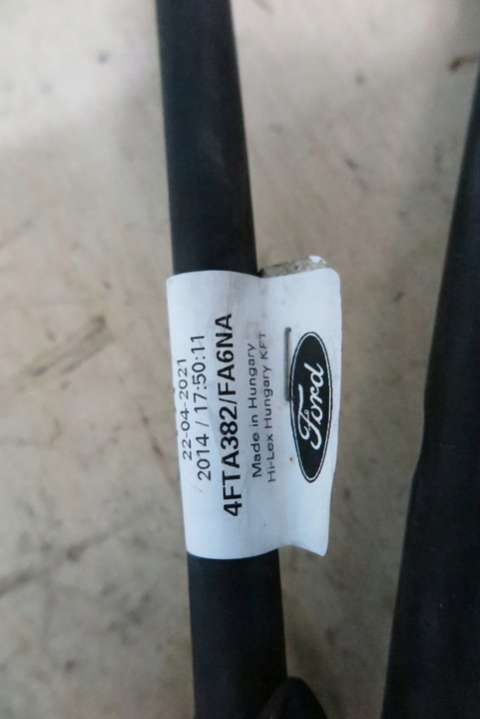 22-04-2021
2014 / 17:50:11
4FTA382/FA6NA
Made in Hungary
Hi-Lex Hungary KFT
Ford